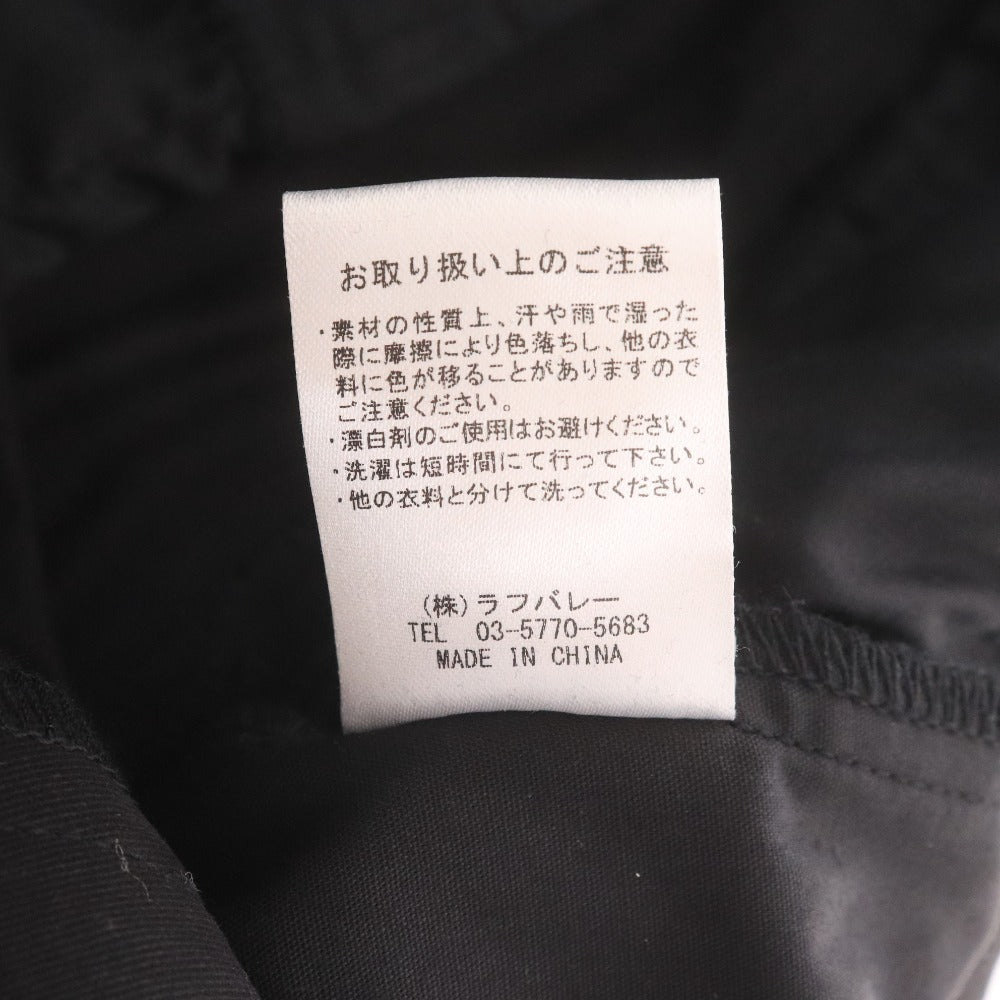 お取り扱い上のご注意
・素材の性質上、汗や雨で湿った
際に摩擦により色落ちし、他の衣
料に色が移ることがありますので
ご注意ください。
・漂白剤のご使用はお避けください。
・洗濯は短時間にて行って下さい。
・他の衣料と分けて洗ってください。
(株)ラフバレー
TEL 03-5770-5683
MADE IN CHINA